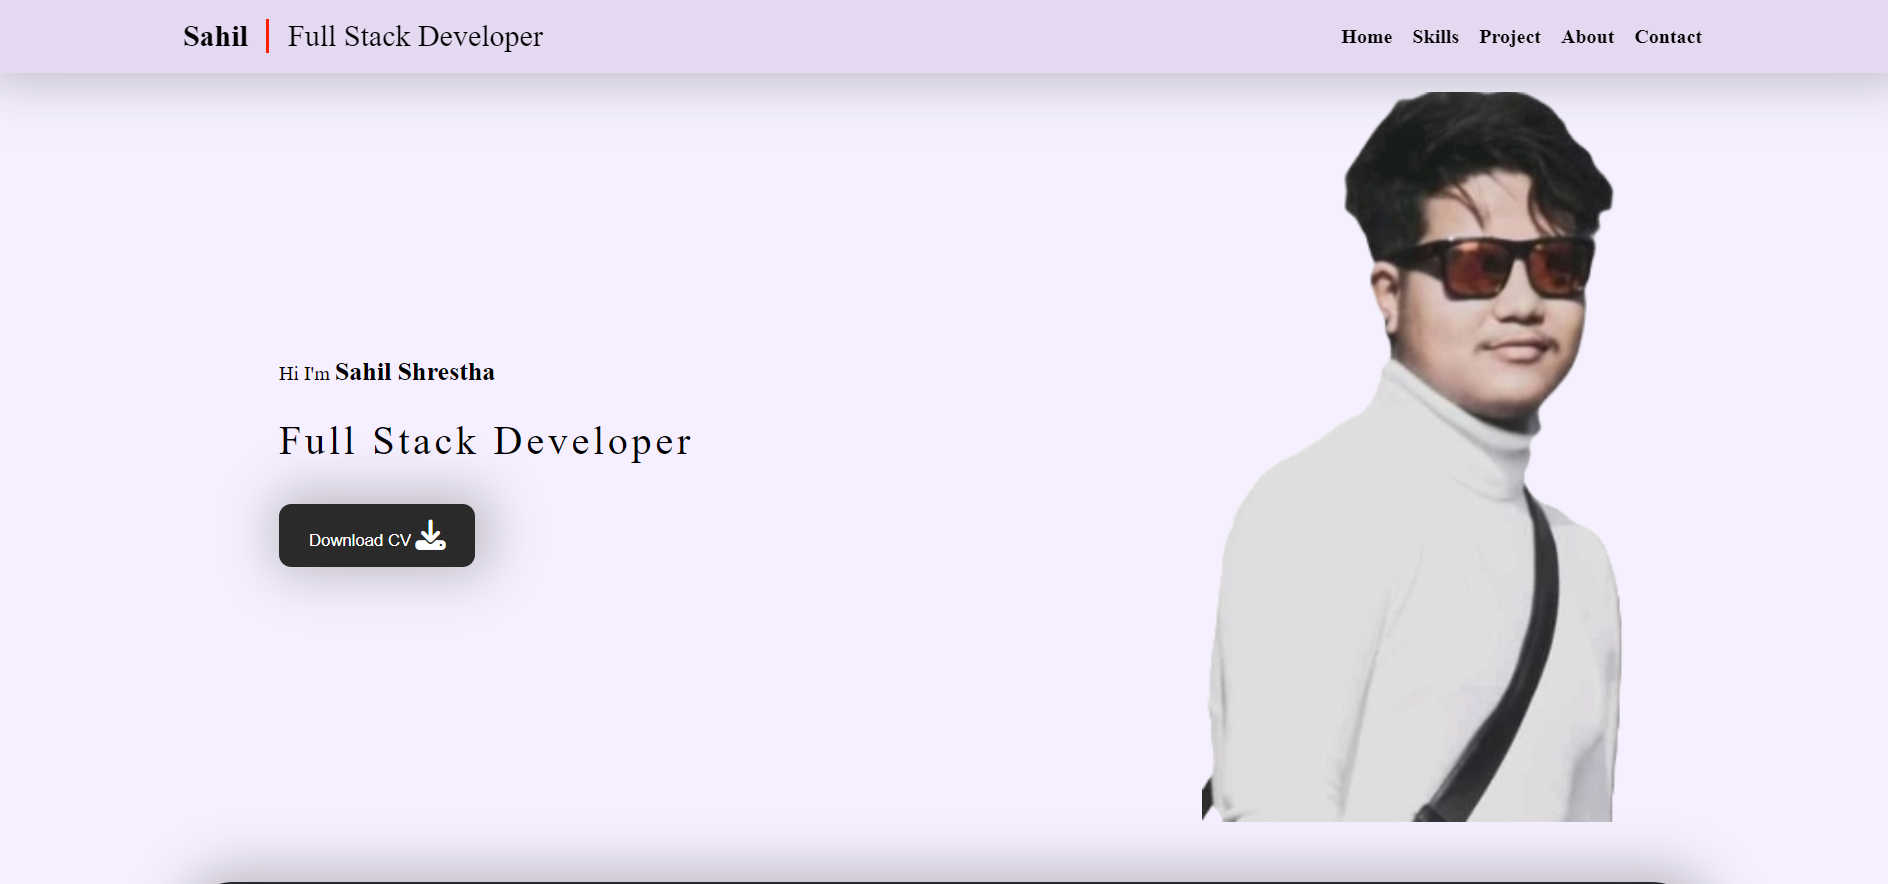 Sahil | Full Stack Developer Home Skills Project About Contact
Hi I'm Sahil Shrestha
Full Stack Developer
Download CV